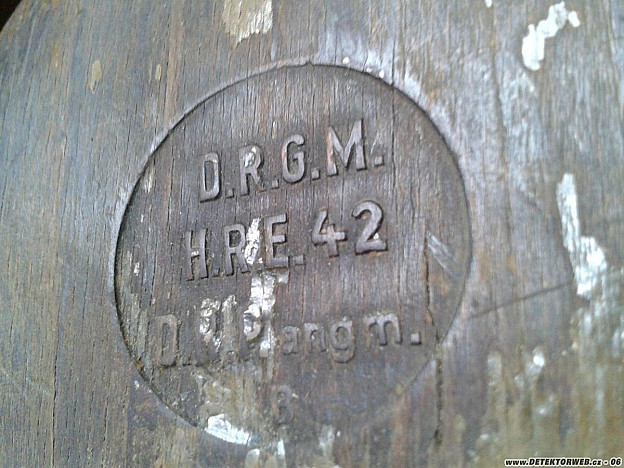 D.R.G.M.
H.R.E.42
D.R.P.angm.
B
www.DETEKTORWEB.cz - 06